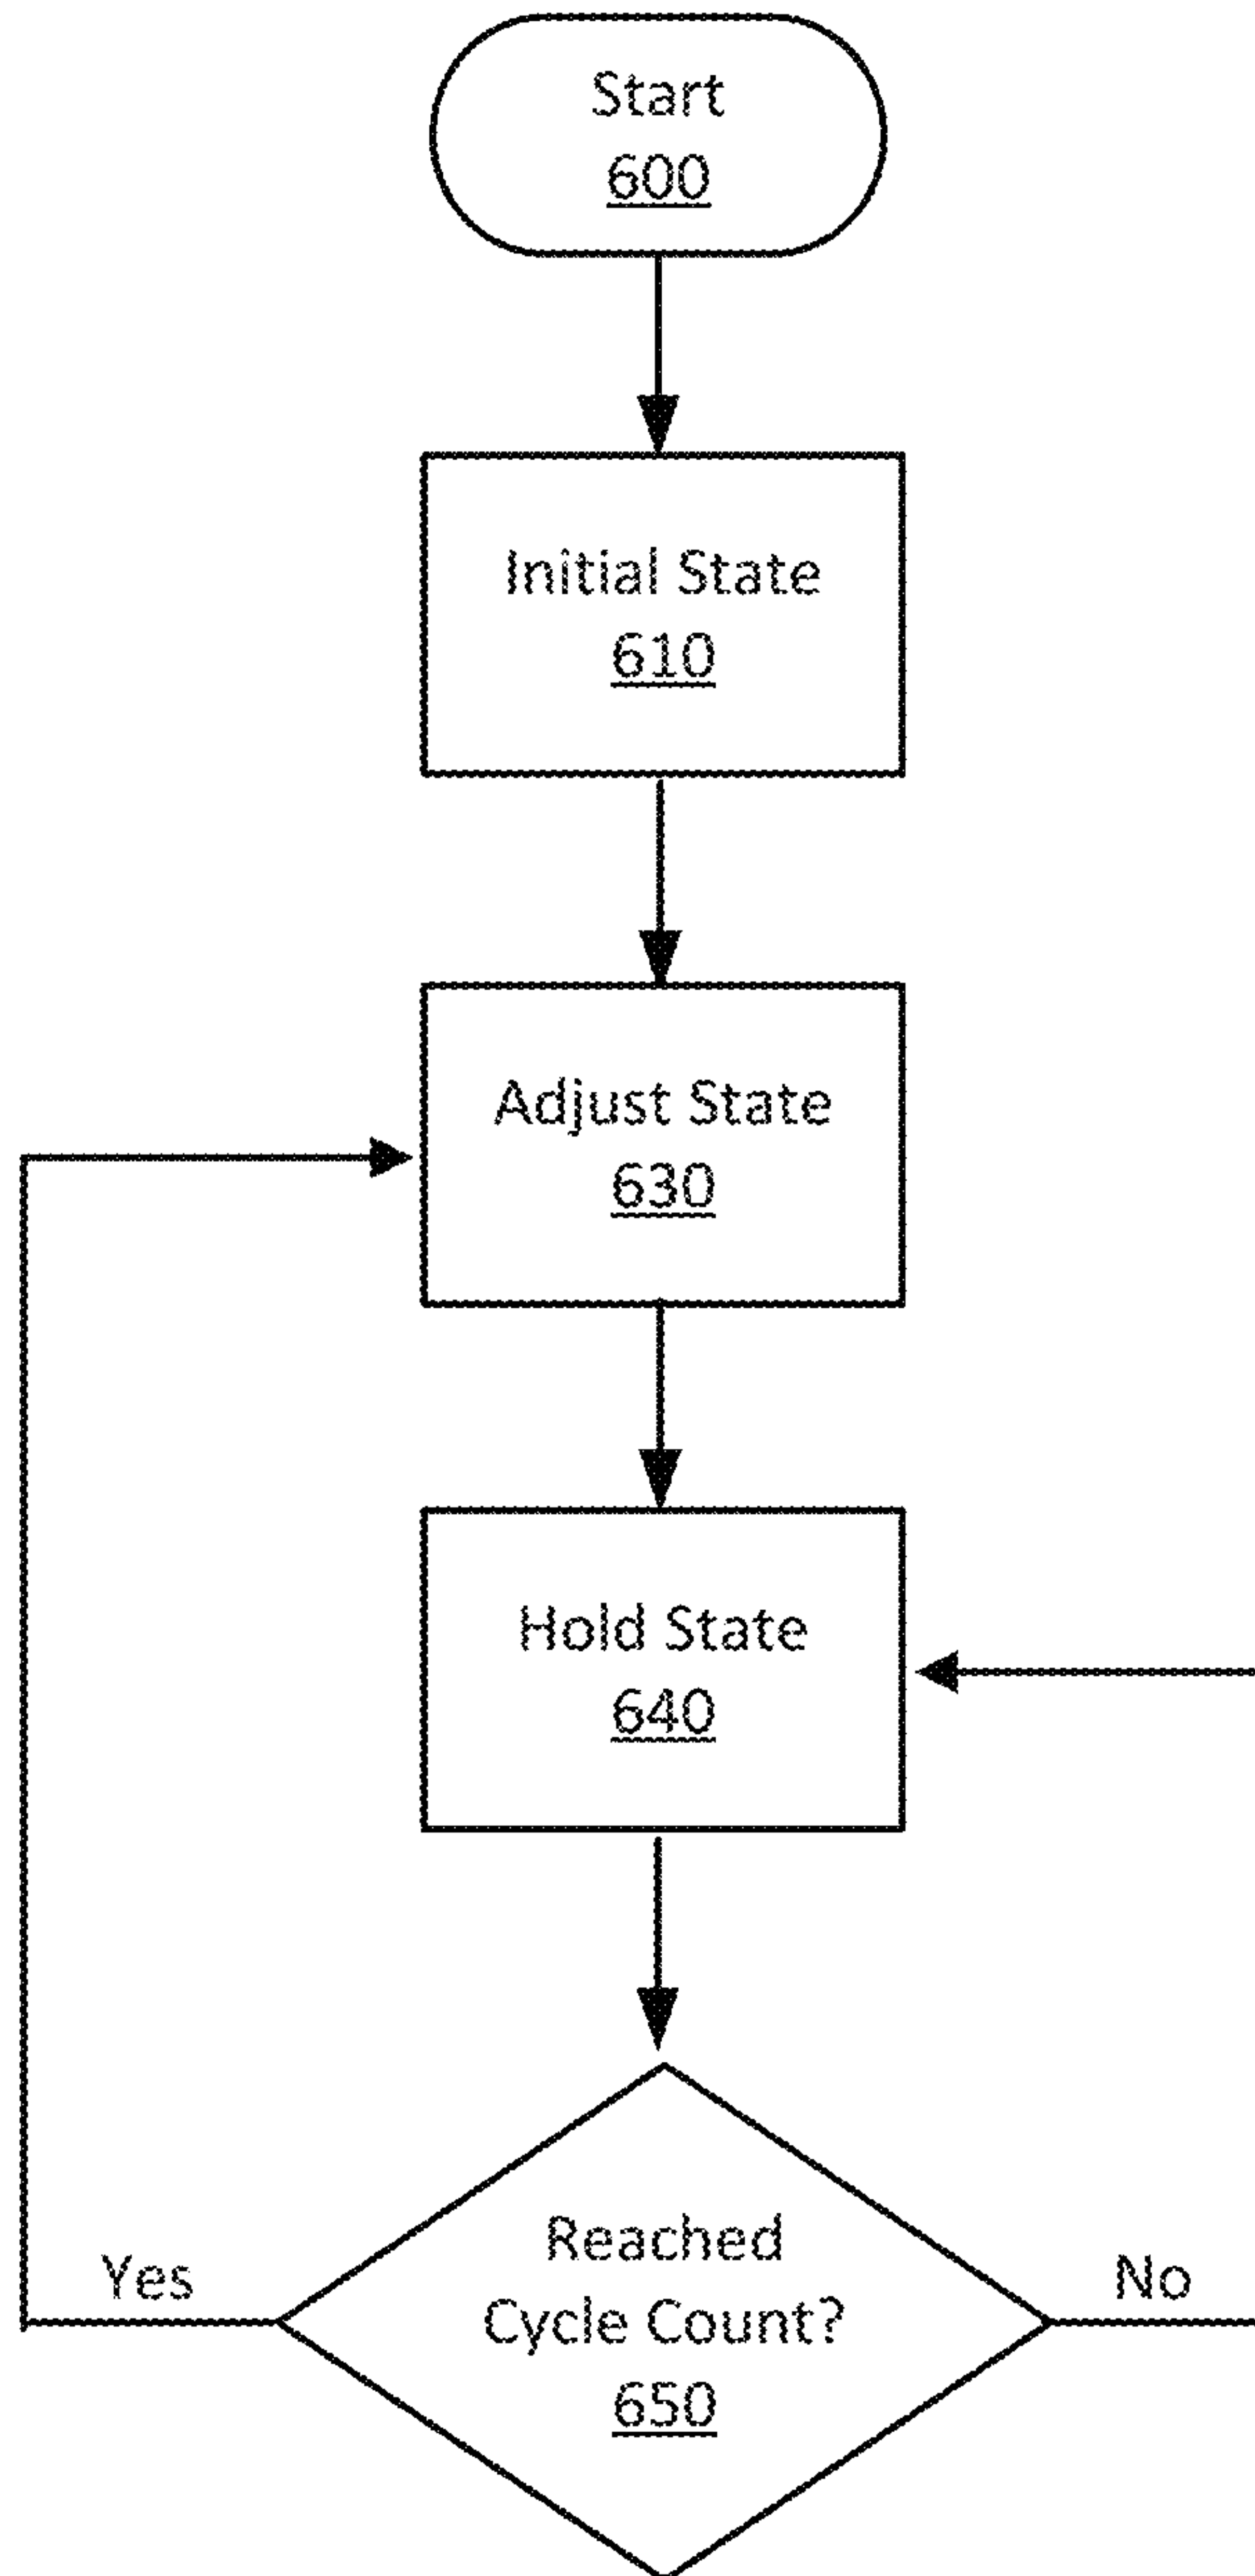 Start
600
Initial State
610
Adjust State
630
Hold State
640
Reached
Cycle Count?
650
Yes
No